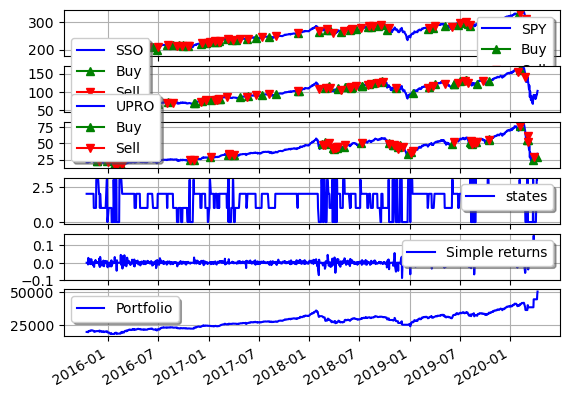 300
200
SPY
Buy
SSO
Buy
Sell
150
100
50
UPRO
Buy
Sell
75
50
25
2.5
0.0
states
0.1
0.0
−0.1
Simple returns
50000
25000
Portfolio
2016-01
2016-07
2017-01
2017-07
2018-01
2018-07
2019-01
2019-07
2020-01